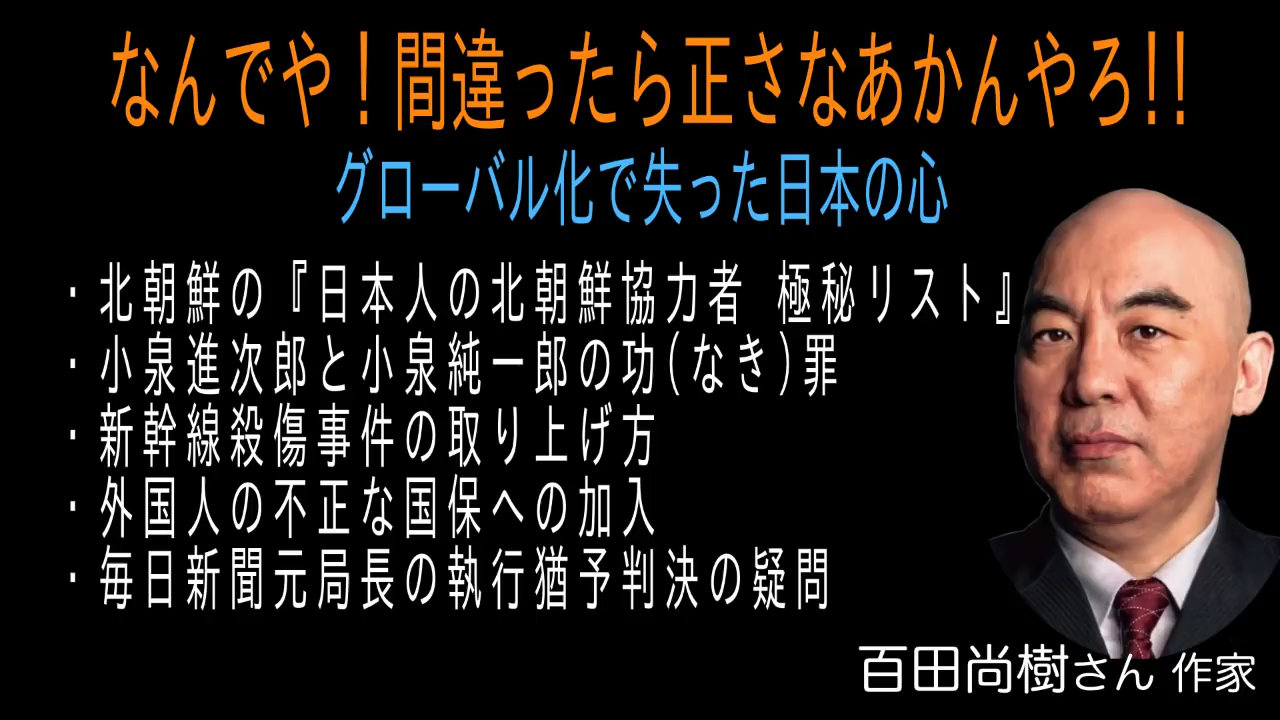 なんでや！間違ったら正さなあかんやろ!!
グローバル化で失った日本の心
・北朝鮮の『日本人の北朝鮮協力者 極秘リスト』
・小泉進次郎と小泉純一郎の功(なき)罪
・新幹線殺傷事件の取り上げ方
・外国人の不正な国保への加入
・毎日新聞元局長の執行猶予判決の疑問
百田尚樹さん 作家